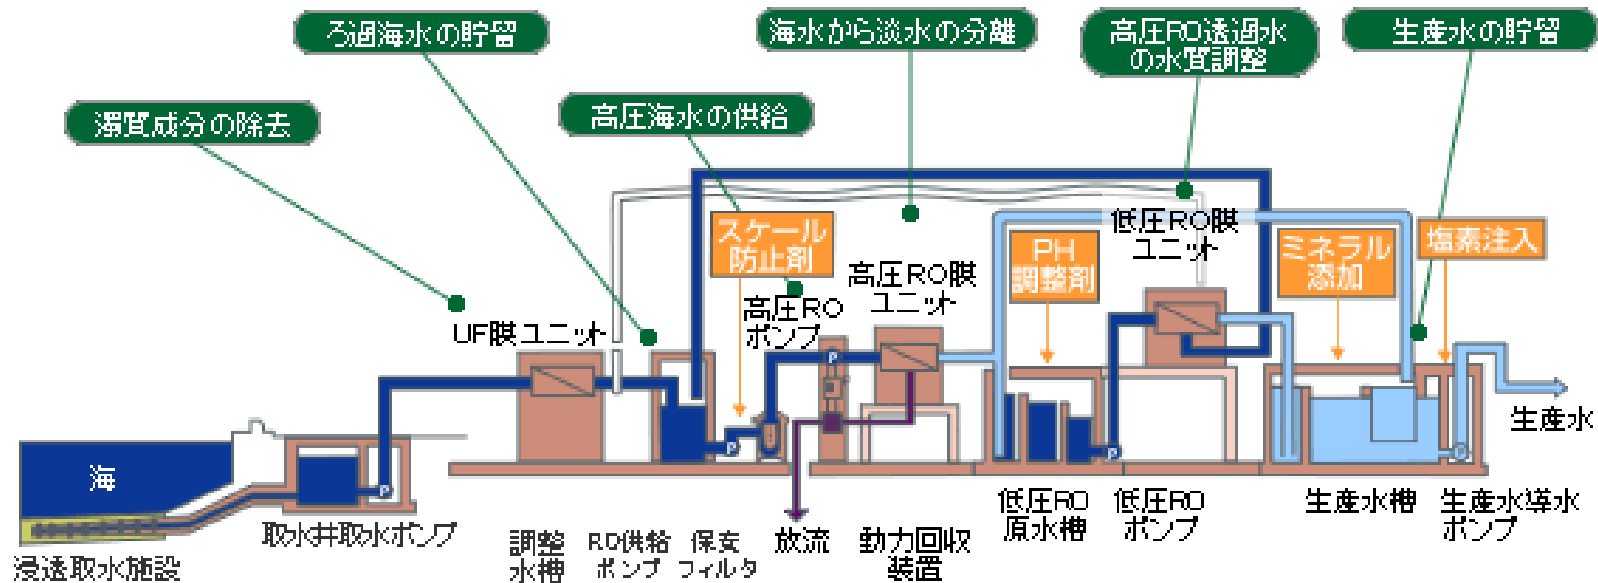 ろ過海水の貯留
海水から淡水の分離
高圧RO透過水
の水質調整
生産水の貯留
濁質成分の除去
高圧海水の供給
スケール
防止剤
低圧RO膜
ユニット
PH
調整剤
ミネラル
添加
塩素注入
高圧RO膜
ユニット
高圧RO
ポンプ
UF膜ユニット
P
P
P
P
P
海
生産水
取水井
取水ポンプ
浸透取水施設
調整
水槽
RO供給
ポンプ
保安
フィルタ
放流
動力回収
装置
低圧RO
原水槽
低圧RO
ポンプ
生産水槽
生産水導水
ポンプ